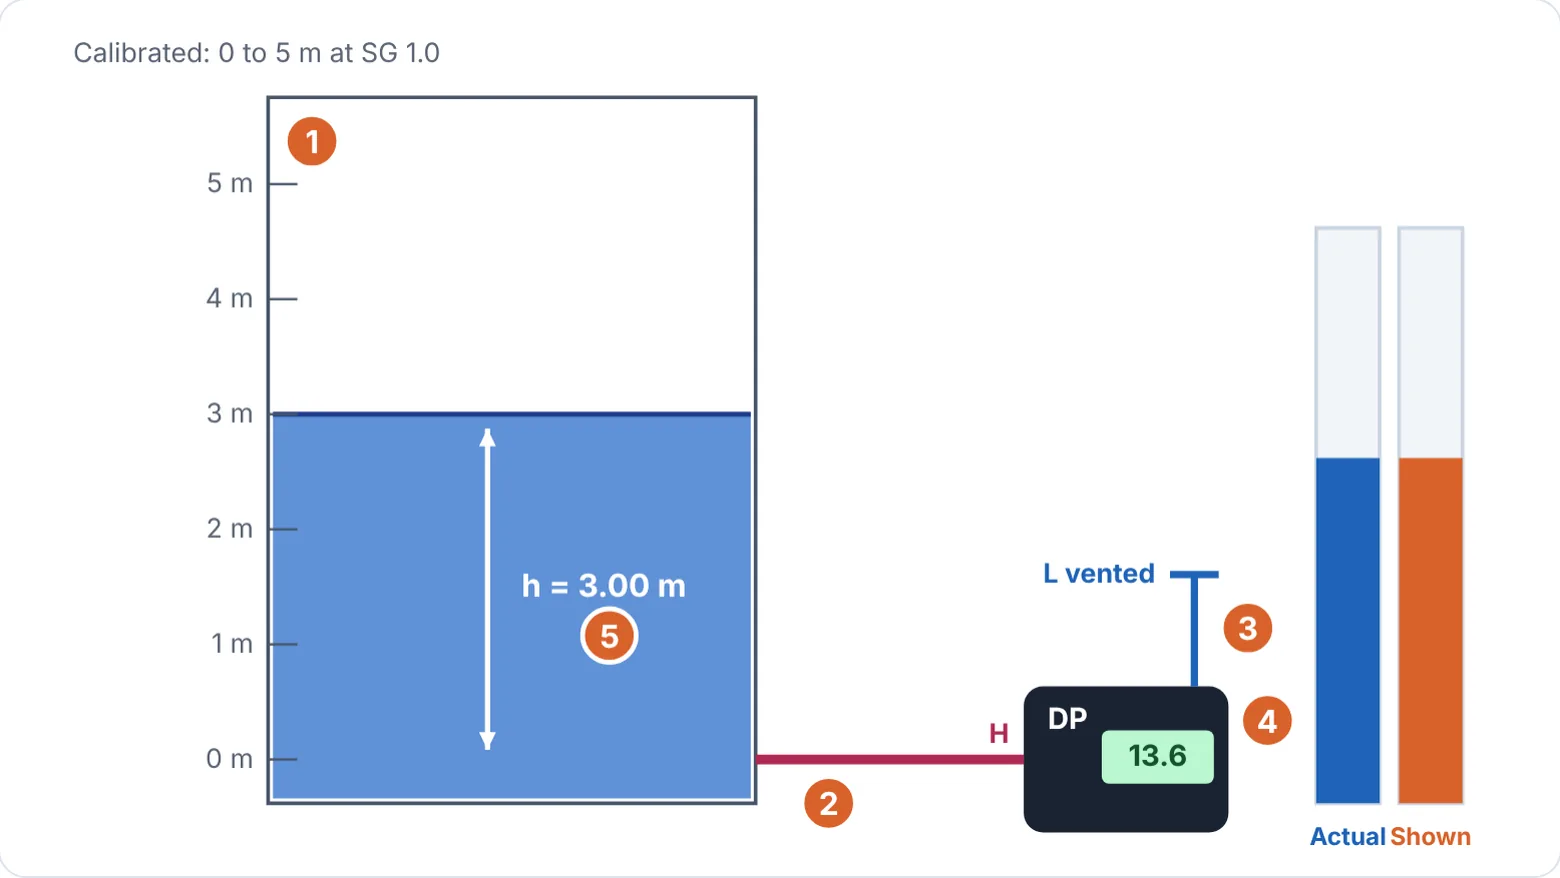 Calibrated: 0 to 5 m at SG 1.0
1
5 m
4 m
3 m
2 m
h = 3.00 m
L vented
3
5
1 m
DP
4
H
13.6
0 m
2
Actual Shown